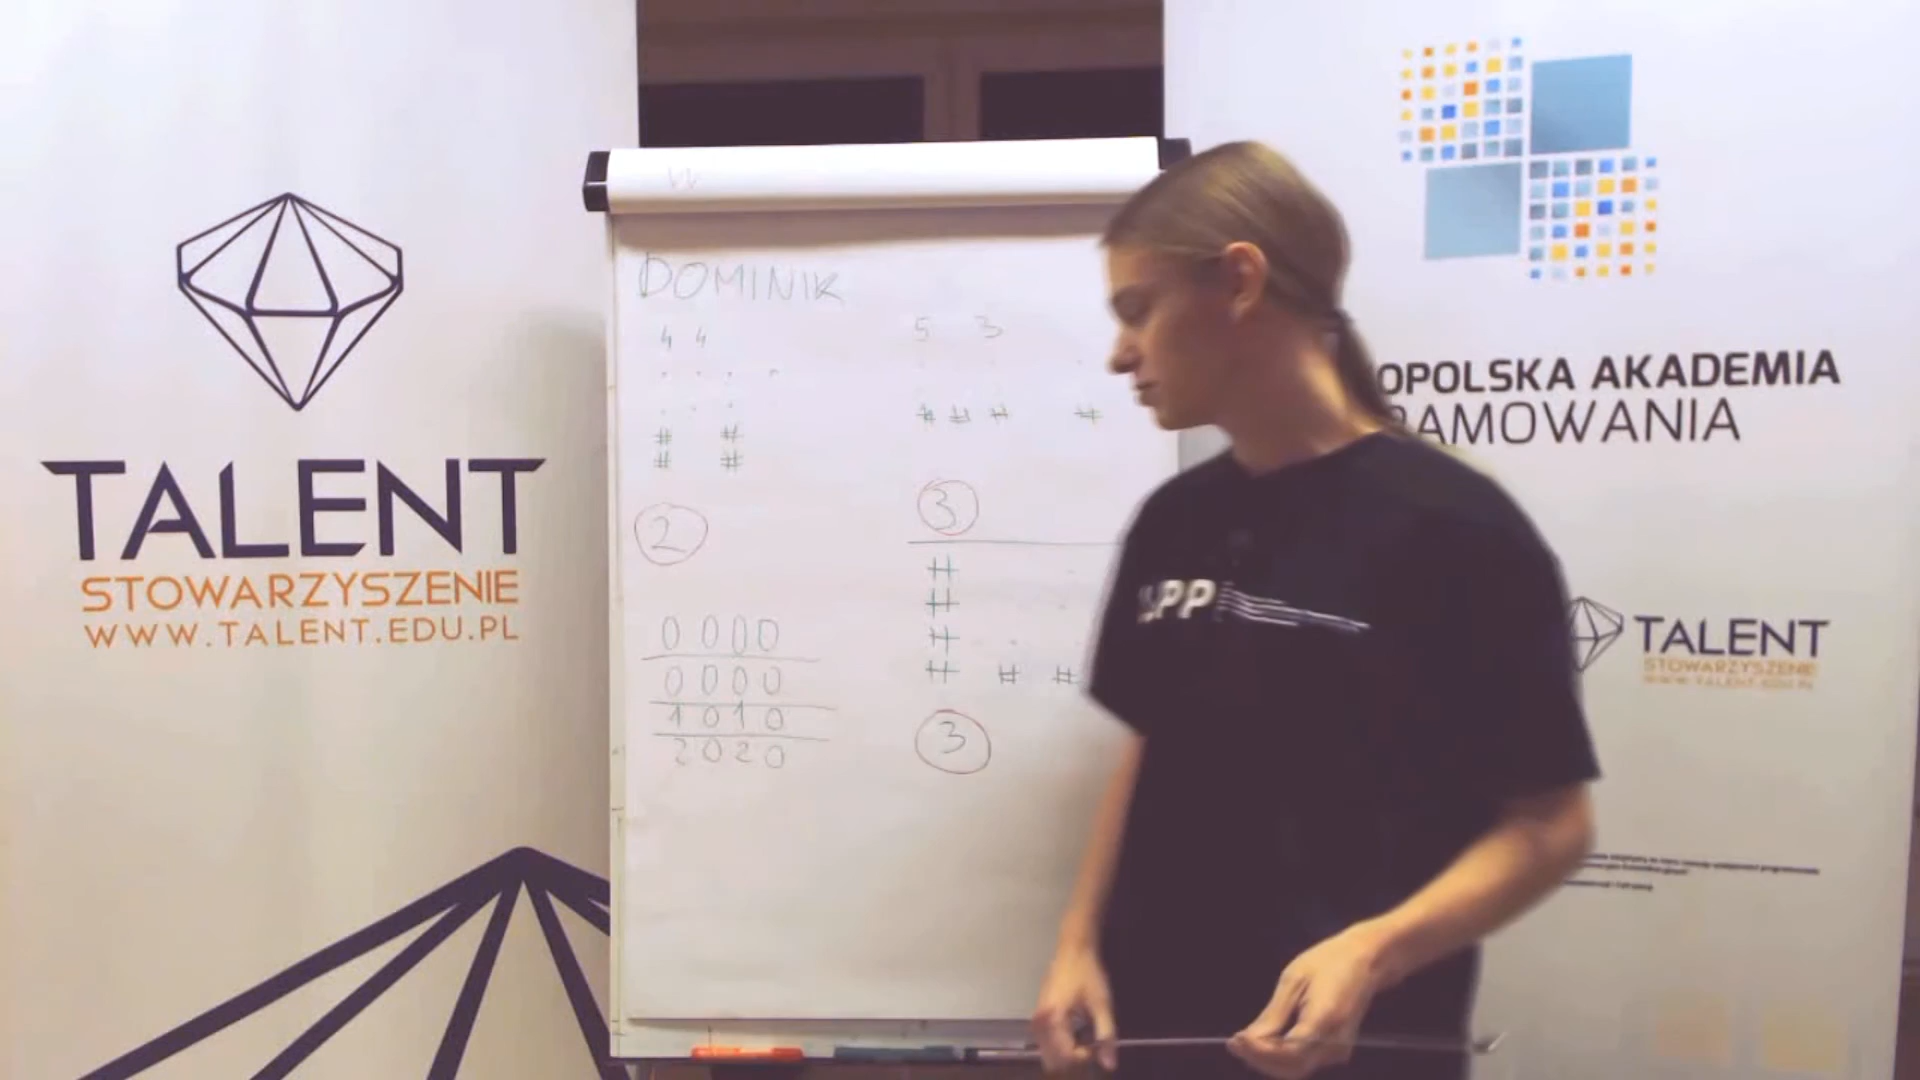 TALENT
STOWARZYSZENIE
WWW.TALENT.EDU.PL
DOMINIK
4 4
. . . .
. . .
# #
# #
2
0 0 0 0
0 0 0 0
1 0 1 0
2 0 2 0
5 3
# # # #
3
#
#
#
# # #
3
OPOLSKA AKADEMIA
RAMOWANIA
PP
TALENT
STOWARZYSZENIE
WWW.TALENT.EDU.PL